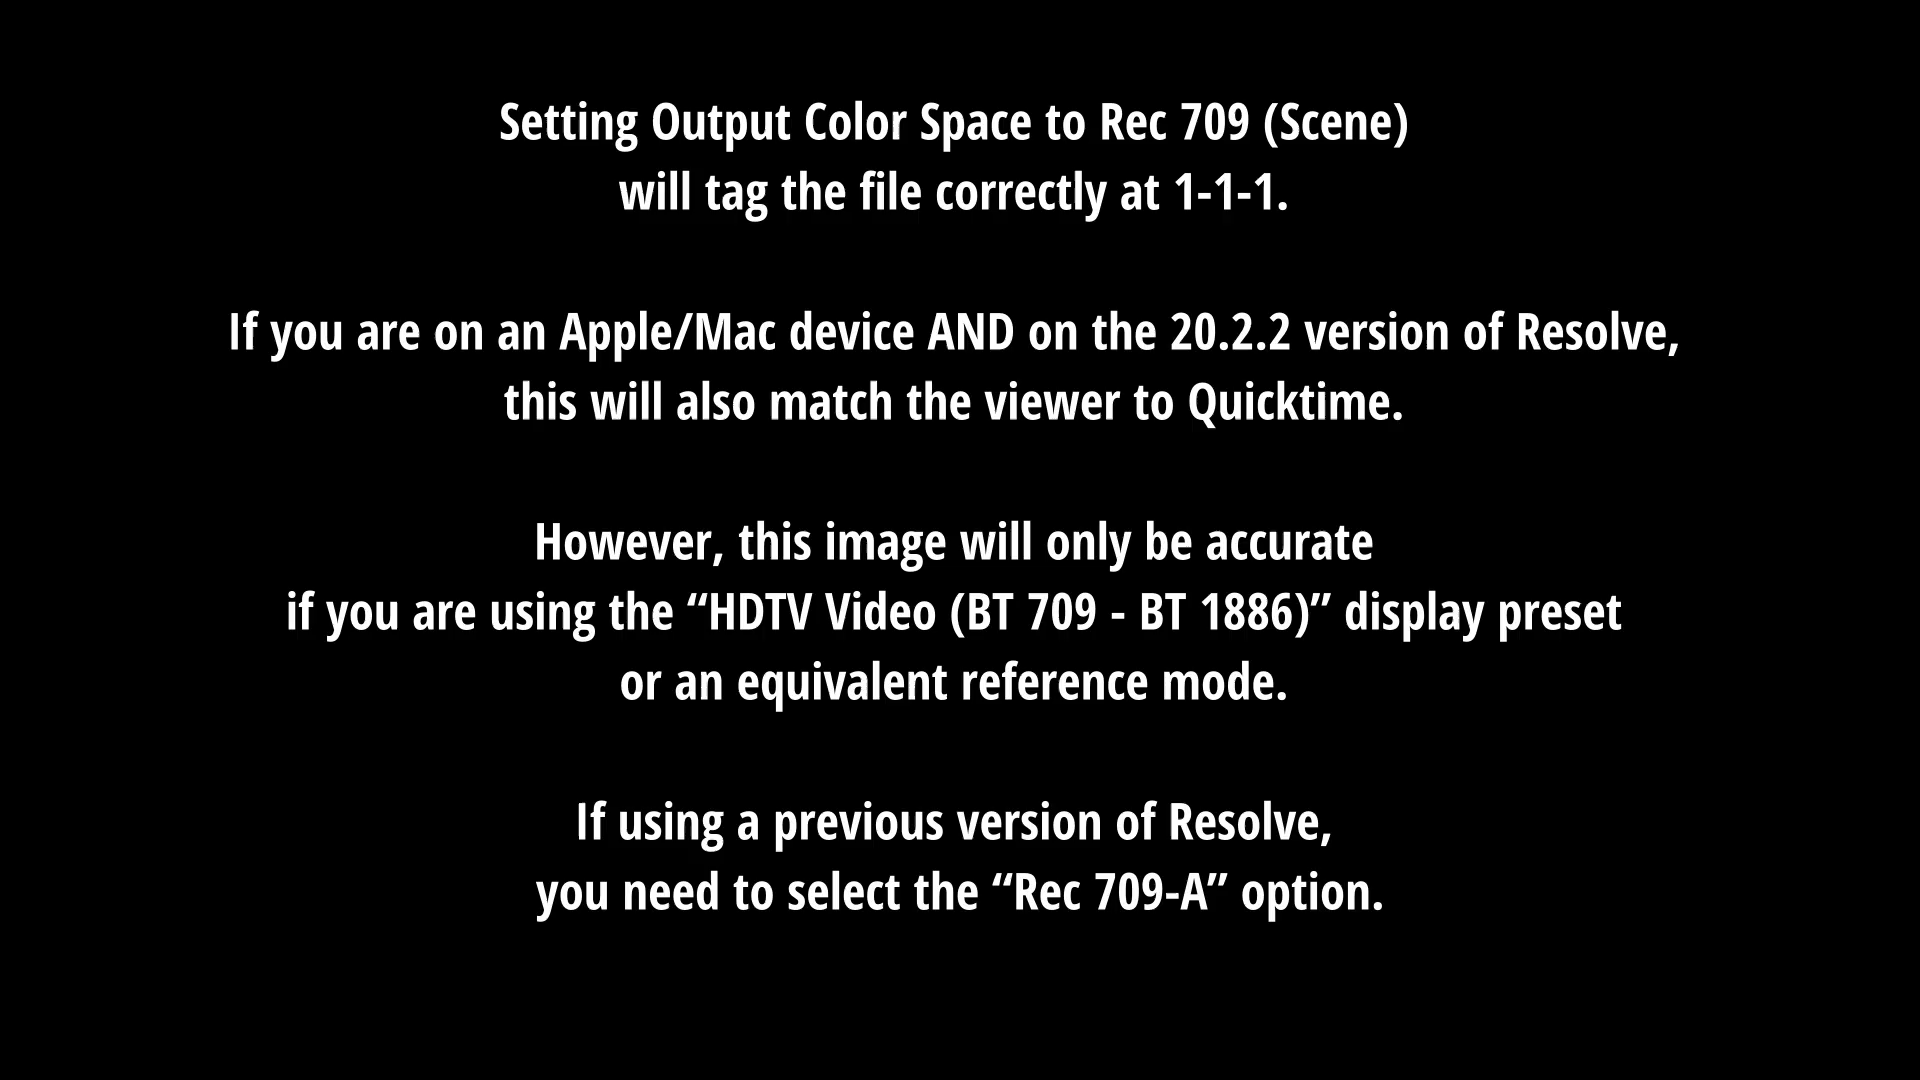 Setting Output Color Space to Rec 709 (Scene)
will tag the file correctly at 1-1-1.
If you are on an Apple/Mac device AND on the 20.2.2 version of Resolve,
this will also match the viewer to Quicktime.
However, this image will only be accurate
if you are using the “HDTV Video (BT 709 - BT 1886)” display preset
or an equivalent reference mode.
If using a previous version of Resolve,
you need to select the “Rec 709-A” option.